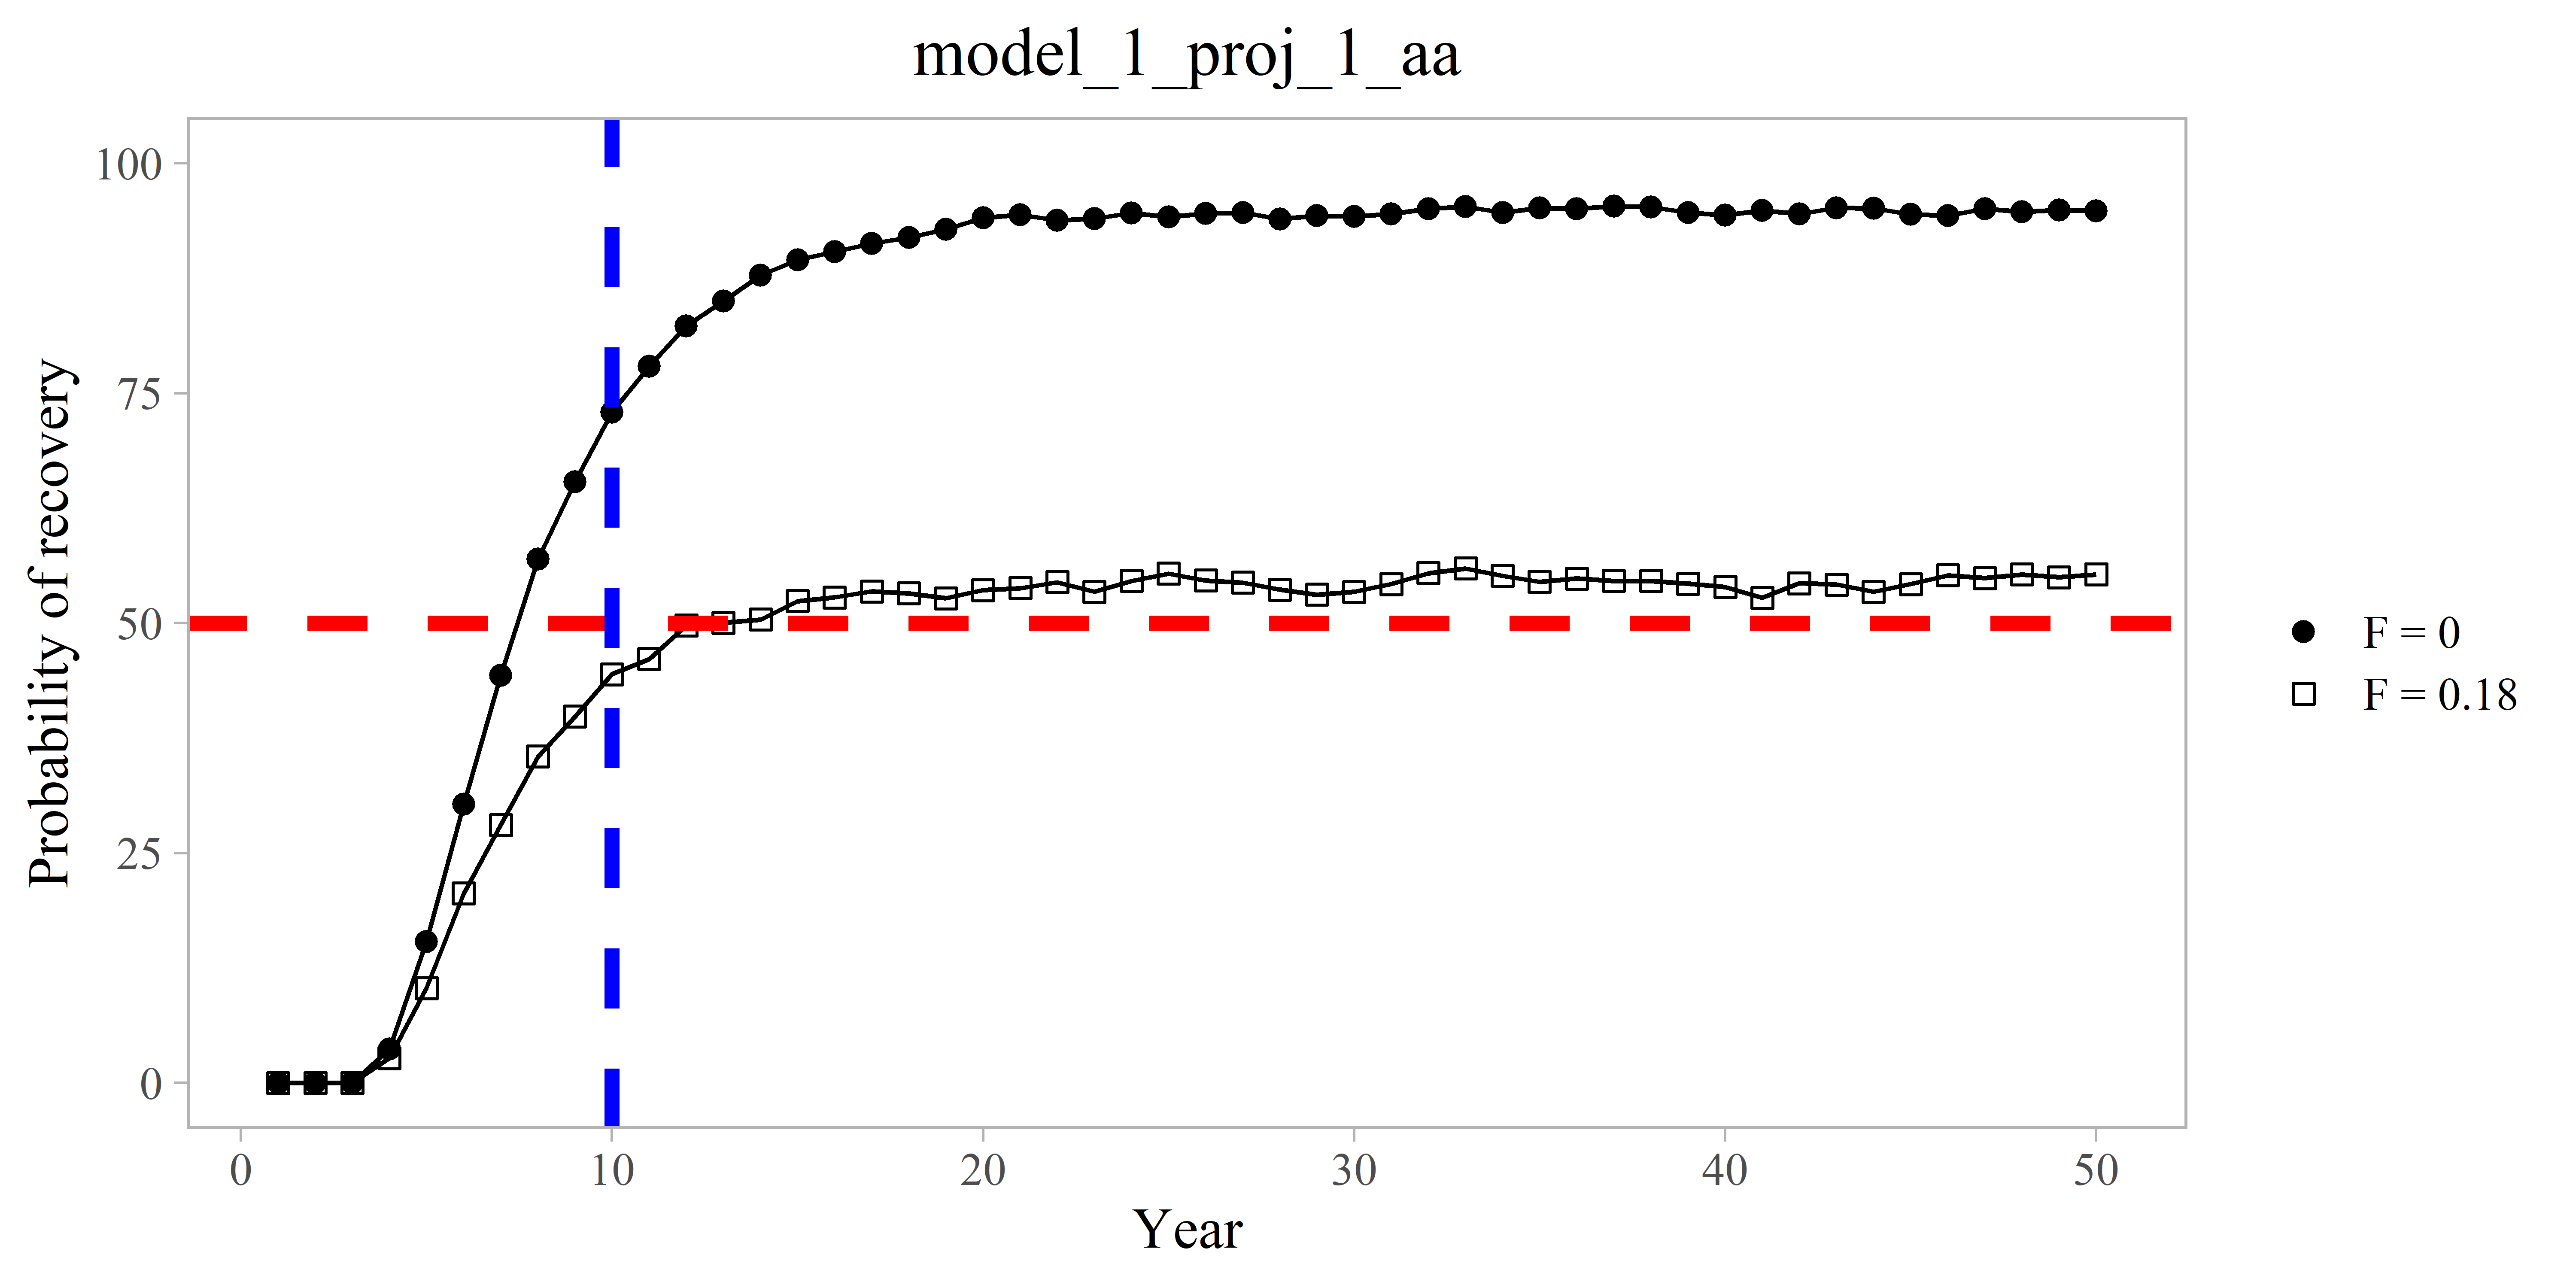 model_1_proj_1_aa
Probability of recovery
100
75
50
25
0
0 10 20 30 40 50
Year
F = 0
F = 0.18